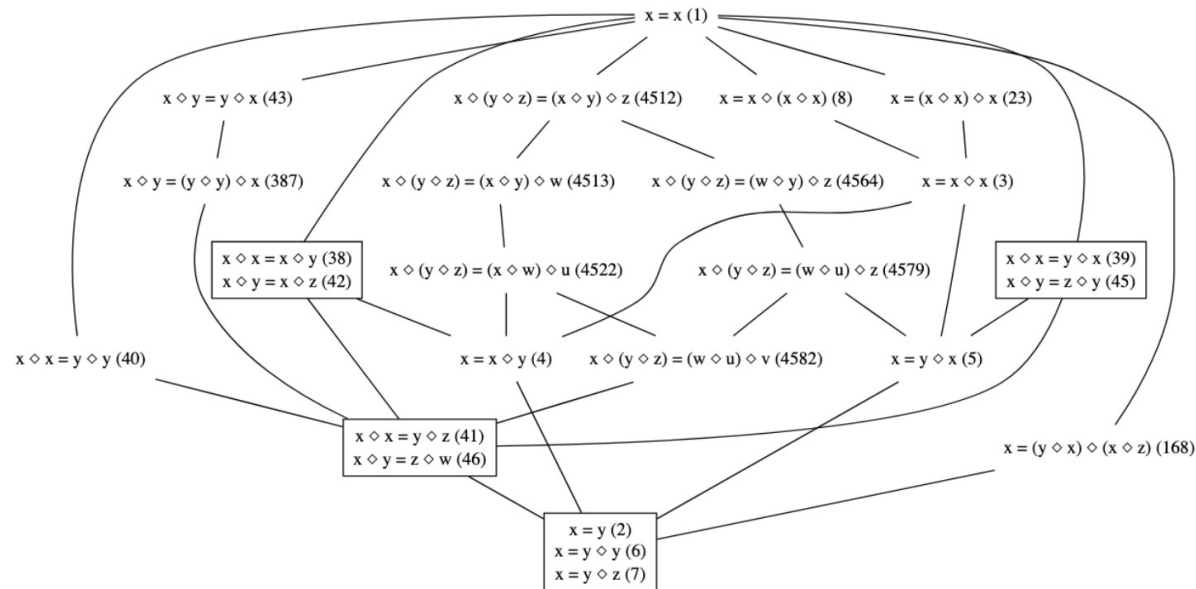 x = x (1)
x ◇ y = y ◇ x (43)
x ◇ (y ◇ z) = (x ◇ y) ◇ z (4512)
x = x ◇ (x ◇ x) (8)
x = (x ◇ x) ◇ x (23)
x ◇ y = (y ◇ y) ◇ x (387)
x ◇ (y ◇ z) = (x ◇ y) ◇ w (4513)
x ◇ (y ◇ z) = (w ◇ y) ◇ z (4564)
x = x ◇ x (3)
x ◇ x = x ◇ y (38)
x ◇ y = x ◇ z (42)
x ◇ (y ◇ z) = (x ◇ w) ◇ u (4522)
x ◇ (y ◇ z) = (w ◇ u) ◇ z (4579)
x ◇ x = y ◇ x (39)
x ◇ y = z ◇ y (45)
x ◇ x = y ◇ y (40)
x = x ◇ y (4)
x ◇ (y ◇ z) = (w ◇ u) ◇ v (4582)
x = y ◇ x (5)
x ◇ x = y ◇ z (41)
x ◇ y = z ◇ w (46)
x = (y ◇ x) ◇ (x ◇ z) (168)
x = y (2)
x = y ◇ y (6)
x = y ◇ z (7)